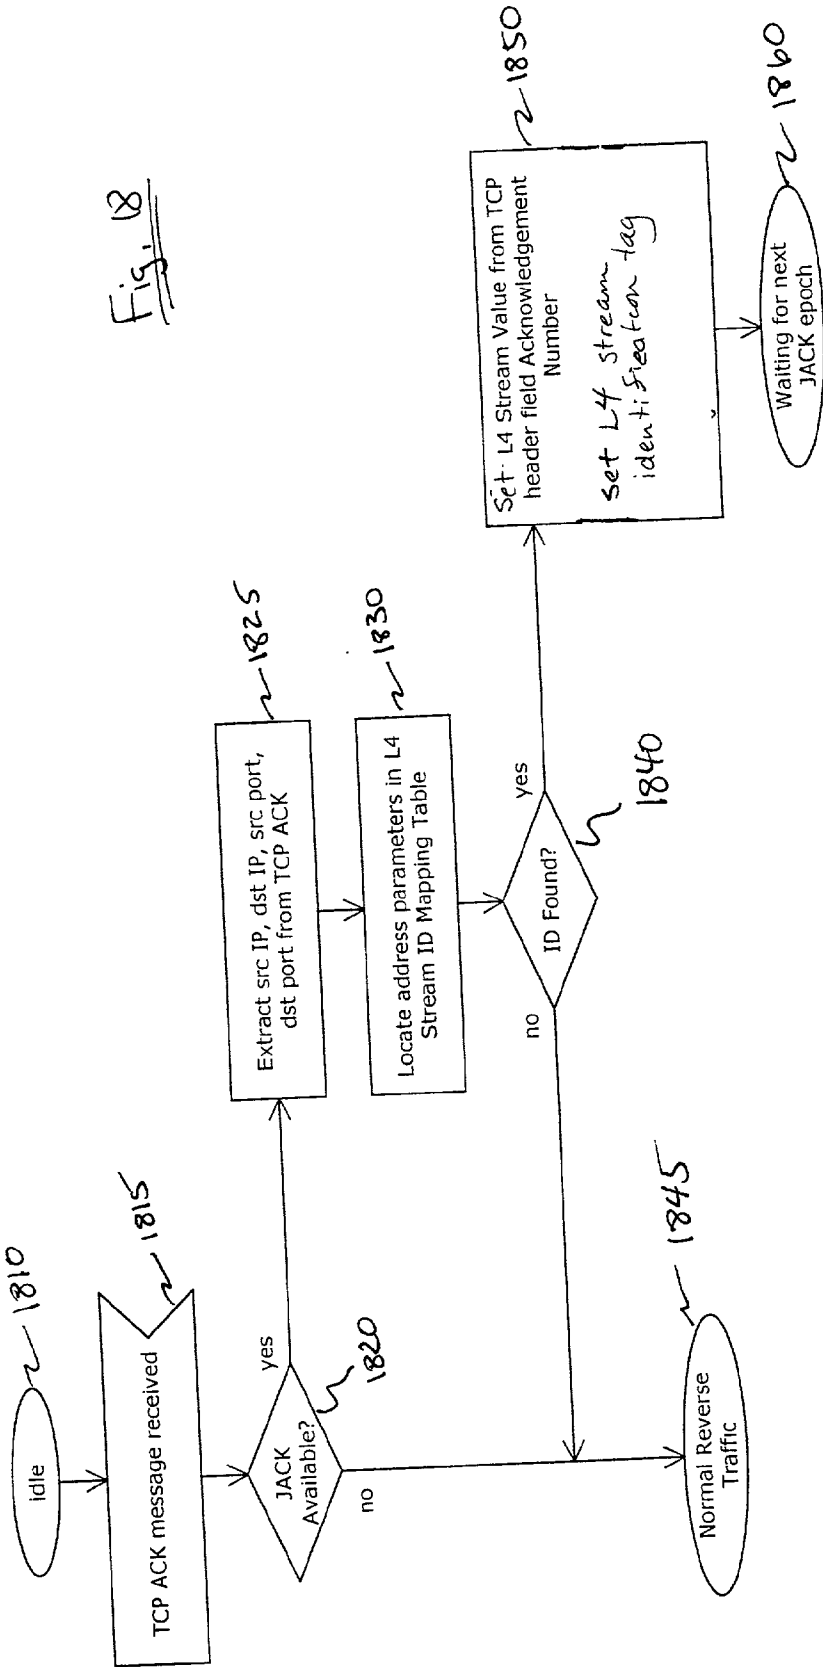 Fig. 18
idle
1810
TCP ACK message received
1815
JACK
Available?
1820
yes
no
Extract src IP, dst IP, src port,
dst port from TCP ACK
1825
Locate address parameters in L4
Stream ID Mapping Table
1830
ID Found?
1840
yes
no
Normal Reverse
Traffic
1845
Set L4 Stream Value from TCP
header field Acknowledgement
Number
set L4 stream
identification tag
1850
Waiting for next
JACK epoch
1860